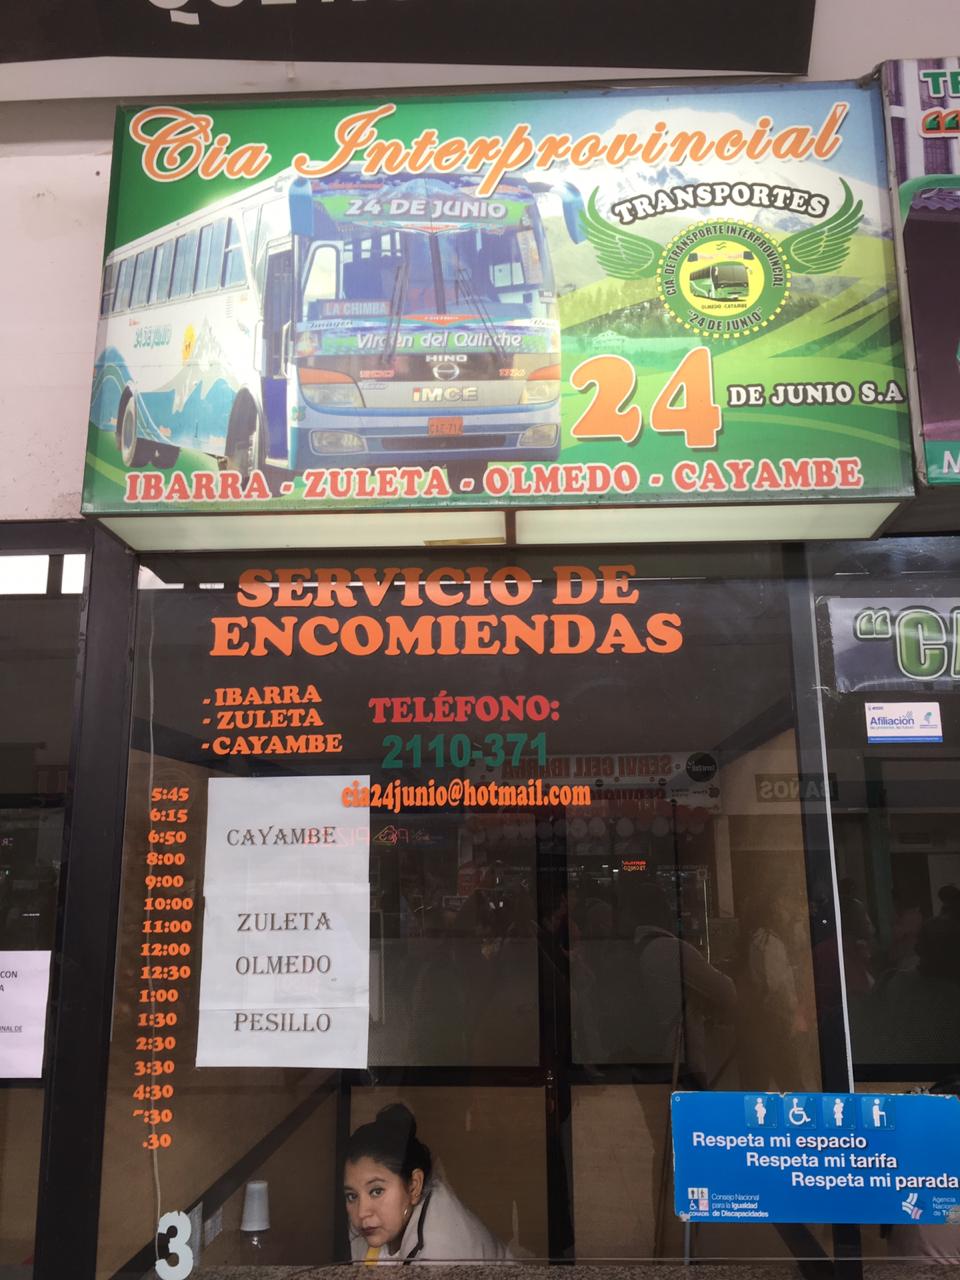 Cia Interprovincial
TRANSPORTES
CIA. DE TRANSPORTE INTERPROVINCIAL
OLMEDO CAYAMBE
"24 DE JUNIO"
24 DE JUNIO
LA CHIMBA
Virgen del Quinche
HINO
IMCE
24 DE JUNIO S.A
IBARRA - ZULETA - OLMEDO - CAYAMBE
SERVICIO DE
ENCOMIENDAS
- IBARRA
- ZULETA
- CAYAMBE
TELÉFONO:
2110-371
cia24junio@hotmail.com
5:45
6:15
6:50
8:00
9:00
10:00
11:00
12:00
12:30
1:00
1:30
2:30
3:30
4:30
:30
.30
CAYAMBE
ZULETA
OLMEDO
PESILLO
3
Afiliación
CON
Respeta mi espacio
Respeta mi tarifa
Respeta mi parada
Consejo Nacional
para la Igualdad
de Discapacidades